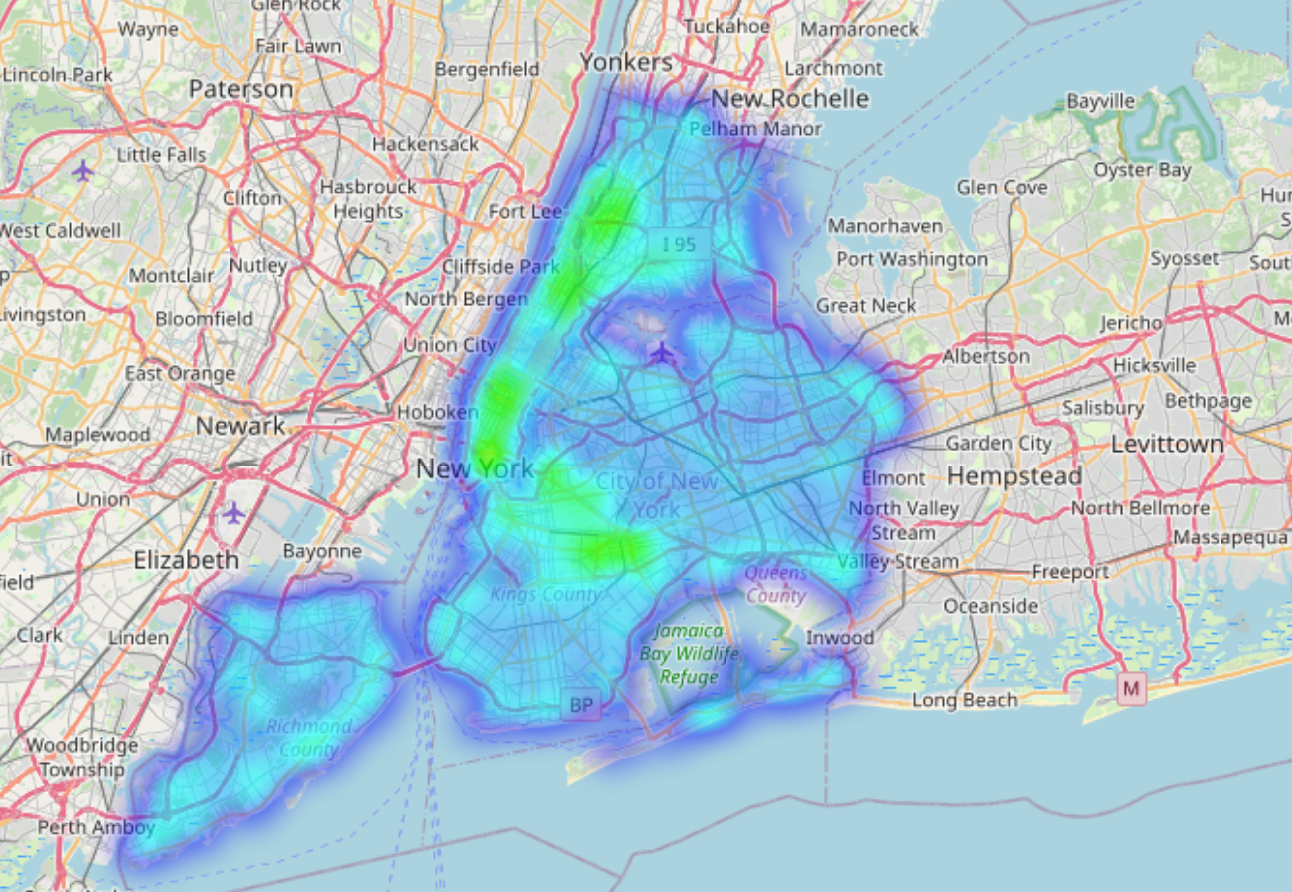 Glen Rock
Wayne
Tuckahoe
Mamaroneck
Fair Lawn
Yonkers
Lincoln Park
Bergenfield
Larchmont
Paterson
New Rochelle
Bayville
Pelham Manor
Hackensack
Little Falls
Oyster Bay
Hasbrouck
Heights
Clifton
Glen Cove
Fort Lee
West Caldwell
Manorhaven
I 95
Nutley
Cliffside Park
Port Washington
Syosset
Montclair
North Bergen
Great Neck
Livingston
Bloomfield
Jericho
Union City
Albertson
Hicksville
East Orange
Bethpage
Salisbury
Hoboken
Newark
Maplewood
Garden City
Levittown
New York
Elmont
Hempstead
City of New
York
Union
North Valley
Stream
North Bellmore
Massapequa
Bayonne
Elizabeth
Valley Stream
Freeport
Queens
County
Kings County
Oceanside
Clark
Linden
Inwood
Jamaica
Bay Wildlife
Refuge
M
Long Beach
BP
Richmond
County
Woodbridge
Township
Perth Amboy